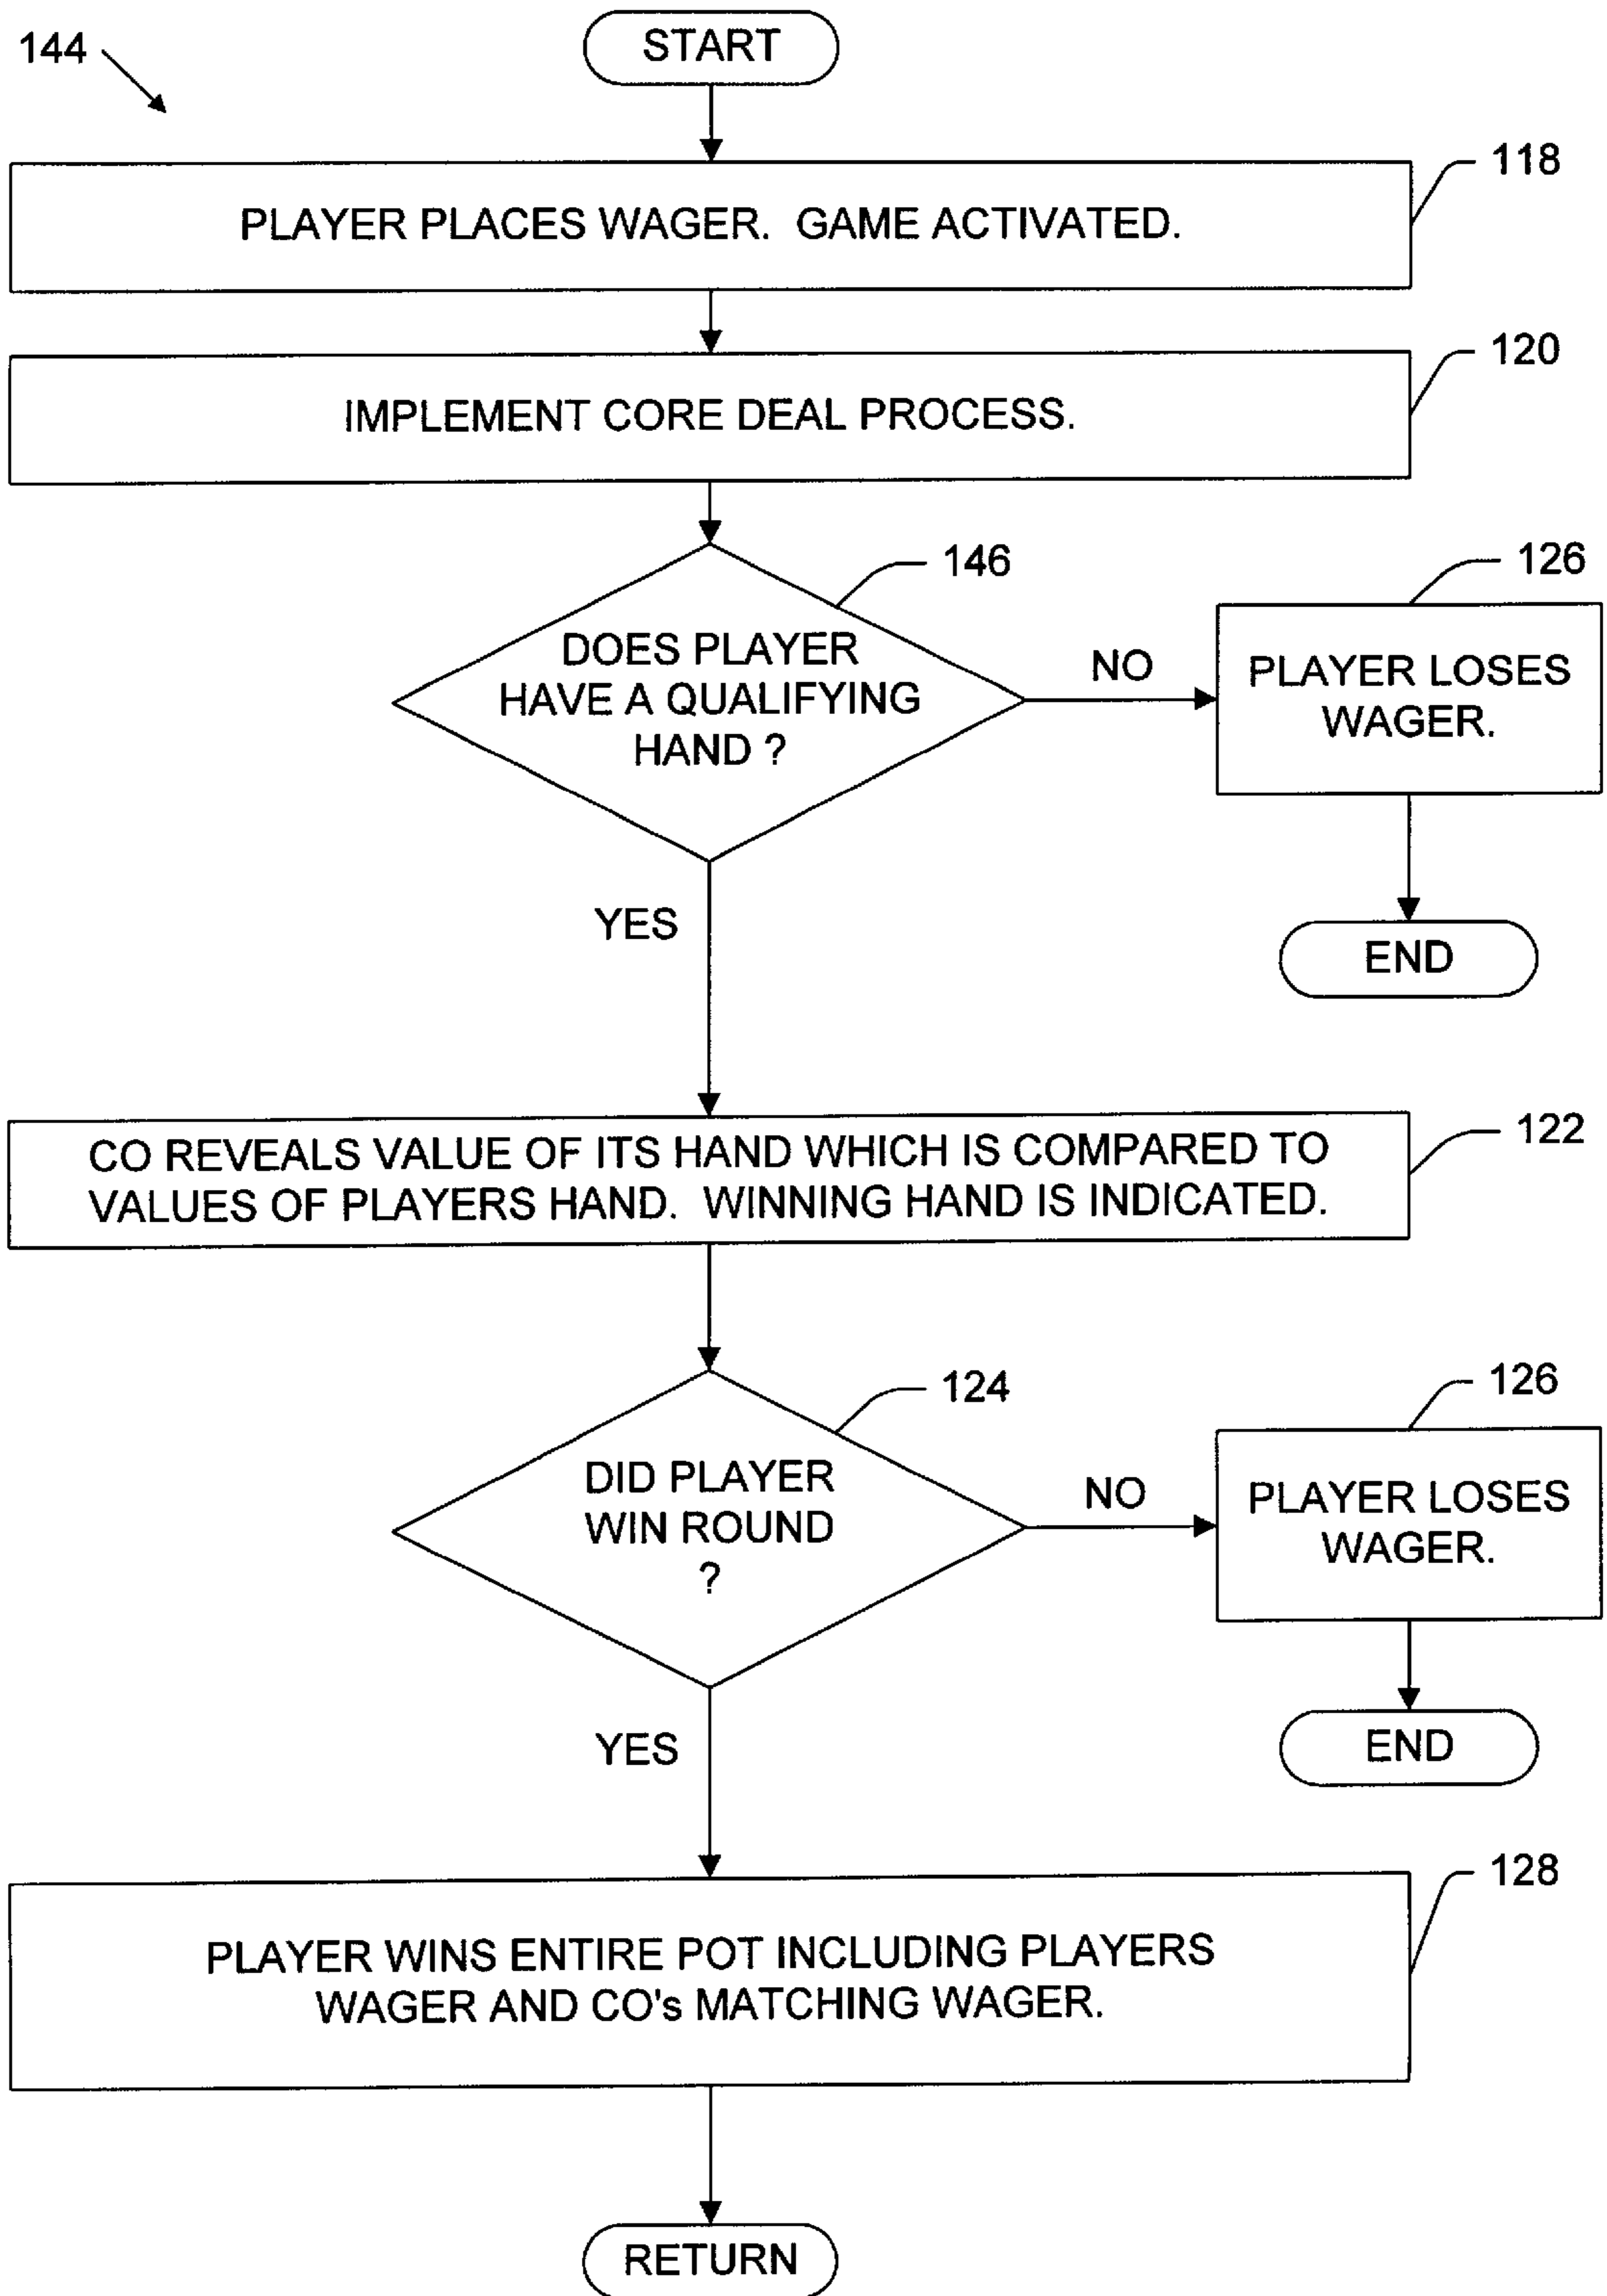 144
START
118
PLAYER PLACES WAGER. GAME ACTIVATED.
120
IMPLEMENT CORE DEAL PROCESS.
146
DOES PLAYER
HAVE A QUALIFYING
HAND ?
NO
126
PLAYER LOSES
WAGER.
YES
END
122
CO REVEALS VALUE OF ITS HAND WHICH IS COMPARED TO
VALUES OF PLAYERS HAND. WINNING HAND IS INDICATED.
124
DID PLAYER
WIN ROUND
?
NO
126
PLAYER LOSES
WAGER.
YES
END
128
PLAYER WINS ENTIRE POT INCLUDING PLAYERS
WAGER AND CO's MATCHING WAGER.
RETURN